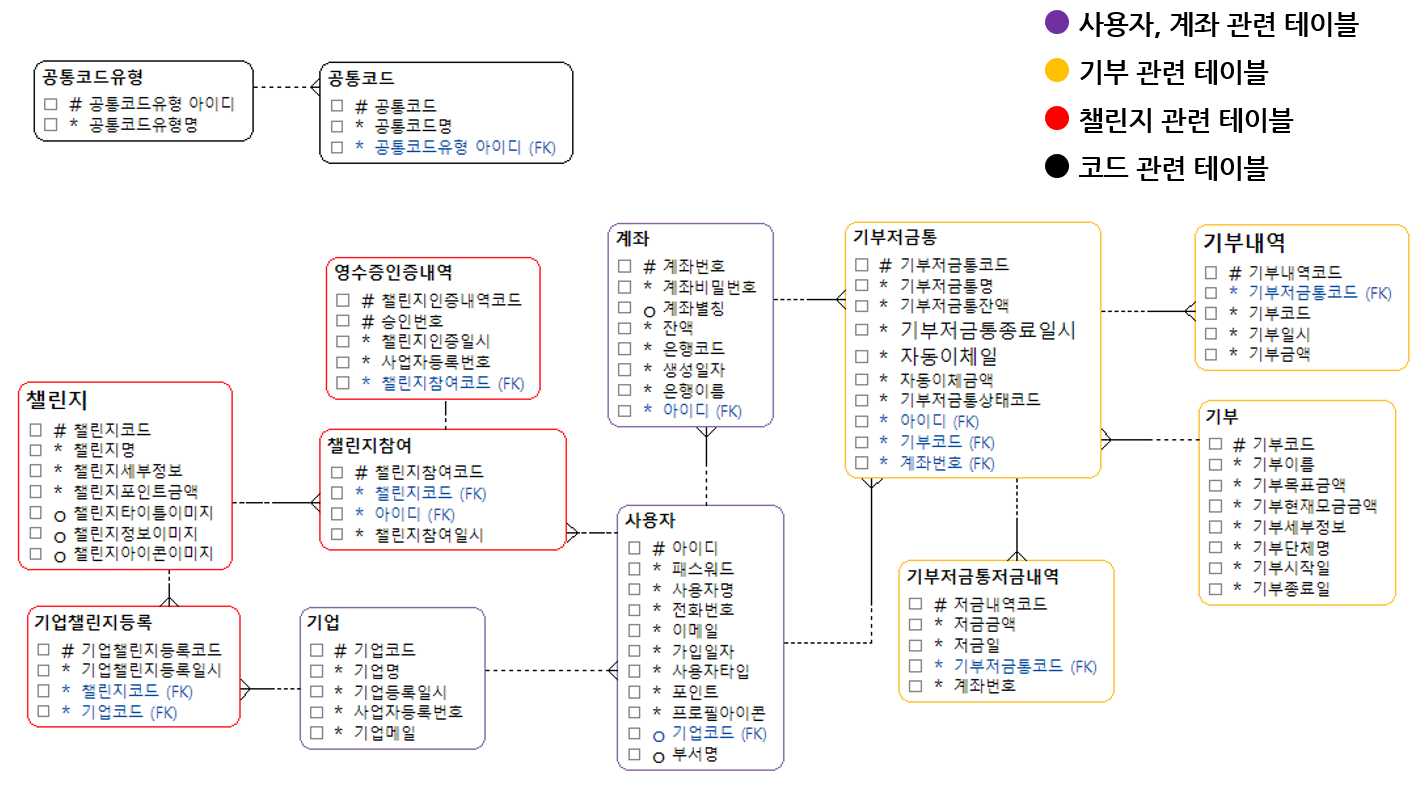 사용자, 계좌 관련 테이블
기부 관련 테이블
챌린지 관련 테이블
코드 관련 테이블
공통코드유형
# 공통코드유형 아이디
* 공통코드유형명
공통코드
# 공통코드
* 공통코드명
* 공통코드유형 아이디 (FK)
영수증인증내역
# 챌린지인증내역코드
# 승인번호
* 챌린지인증일시
* 사업자등록번호
* 챌린지참여코드 (FK)
계좌
# 계좌번호
* 계좌비밀번호
o 계좌별칭
* 잔액
* 은행코드
* 생성일자
* 은행이름
* 아이디 (FK)
기부저금통
# 기부저금통코드
* 기부저금통명
* 기부저금통잔액
* 기부저금통종료일시
* 자동이체일
* 자동이체금액
* 기부저금통상태코드
* 아이디 (FK)
* 기부코드 (FK)
* 계좌번호 (FK)
기부내역
# 기부내역코드
* 기부저금통코드 (FK)
* 기부코드
* 기부일시
* 기부금액
챌린지
# 챌린지코드
* 챌린지명
* 챌린지세부정보
* 챌린지포인트금액
o 챌린지타이틀이미지
o 챌린지정보이미지
o 챌린지아이콘이미지
챌린지참여
# 챌린지참여코드
* 챌린지코드 (FK)
* 아이디 (FK)
* 챌린지참여일시
기부
# 기부코드
* 기부이름
* 기부목표금액
* 기부현재모금금액
* 기부세부정보
* 기부단체명
* 기부시작일
* 기부종료일
사용자
# 아이디
* 패스워드
* 사용자명
* 전화번호
* 이메일
* 가입일자
* 사용자타입
* 포인트
* 프로필아이콘
o 기업코드 (FK)
o 부서명
기부저금통저금내역
# 저금내역코드
* 저금금액
* 저금일
* 기부저금통코드 (FK)
* 계좌번호
기업챌린지등록
# 기업챌린지등록코드
* 기업챌린지등록일시
* 챌린지코드 (FK)
* 기업코드 (FK)
기업
# 기업코드
* 기업명
* 기업등록일시
* 사업자등록번호
* 기업메일